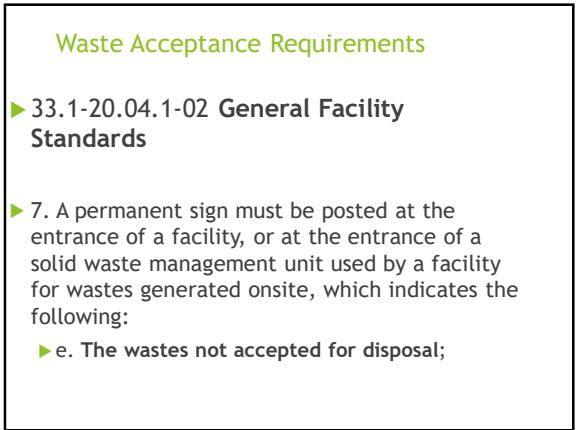 Waste Acceptance Requirements
33.1-20.04.1-02 General Facility
Standards
7. A permanent sign must be posted at the
entrance of a facility, or at the entrance of a
solid waste management unit used by a facility
for wastes generated onsite, which indicates the
following:
e. The wastes not accepted for disposal;